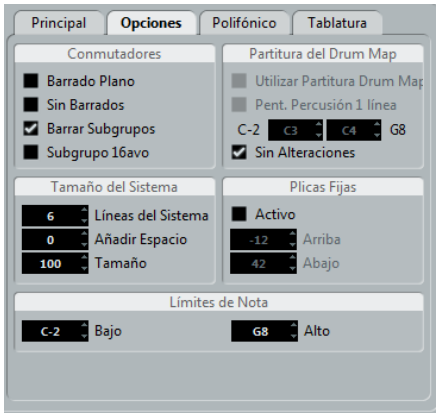 Principal Opciones Polifónico Tablatura
Conmutadores
Barrado Plano
Sin Barrados
Barrar Subgrupos
Subgrupo 16avo
Partitura del Drum Map
Utilizar Partitura Drum Map
Pent. Percusión 1 línea
C-2 C3 C4 G8
Sin Alteraciones
Tamaño del Sistema
6 Líneas del Sistema
0 Añadir Espacio
100 Tamaño
Plicas Fijas
Activo
-12 Arriba
42 Abajo
Límites de Nota
C-2 Bajo G8 Alto